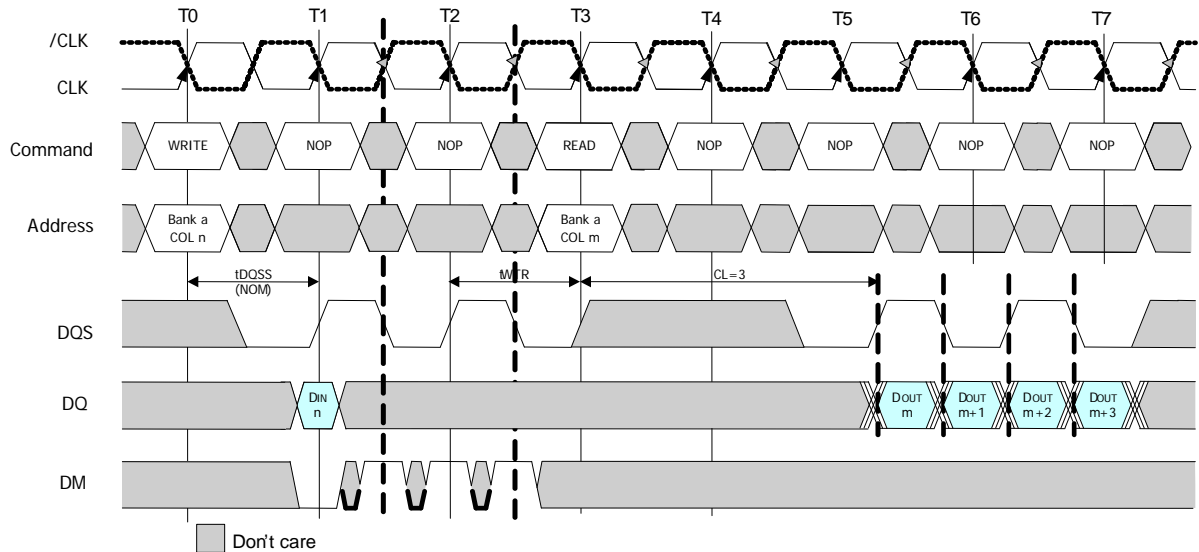 T0 T1 T2 T3 T4 T5 T6 T7
/CLK
CLK
Command WRITE NOP NOP READ NOP NOP NOP NOP
Address Bank a COL n Bank a COL m
tDQSS (NOM) tWTR CL=3
DQS
DQ DIN n DOUT m DOUT m+1 DOUT m+2 DOUT m+3
DM
Don't care